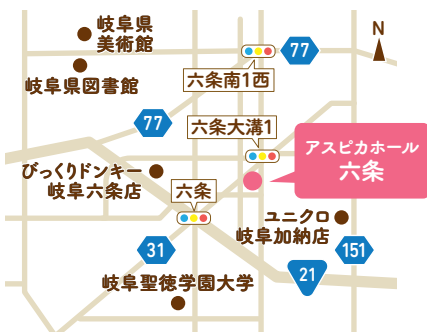 岐阜県
美術館
N
77
岐阜県図書館
六条南1西
77
六条大溝1
アスピカホール
六条
びっくりドンキー
岐阜六条店
六条
ユニクロ
岐阜加納店
31
151
21
岐阜聖徳学園大学